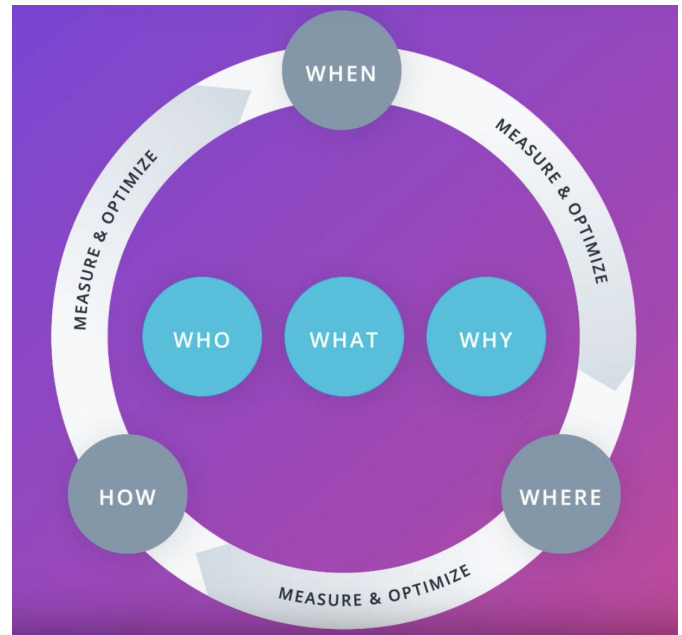 WHEN
MEASURE & OPTIMIZE
MEASURE & OPTIMIZE
WHO
WHAT
WHY
HOW
WHERE
MEASURE & OPTIMIZE